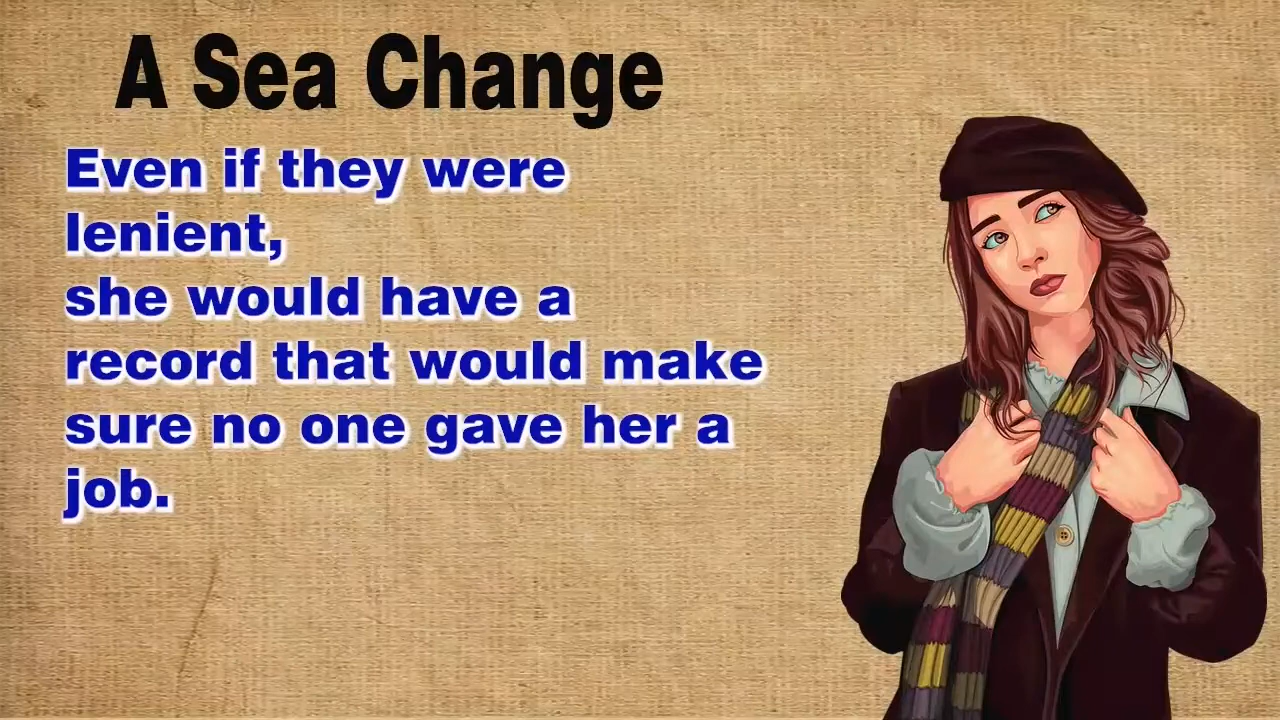 A Sea Change
Even if they were
lenient,
she would have a
record that would make
sure no one gave her a
job.